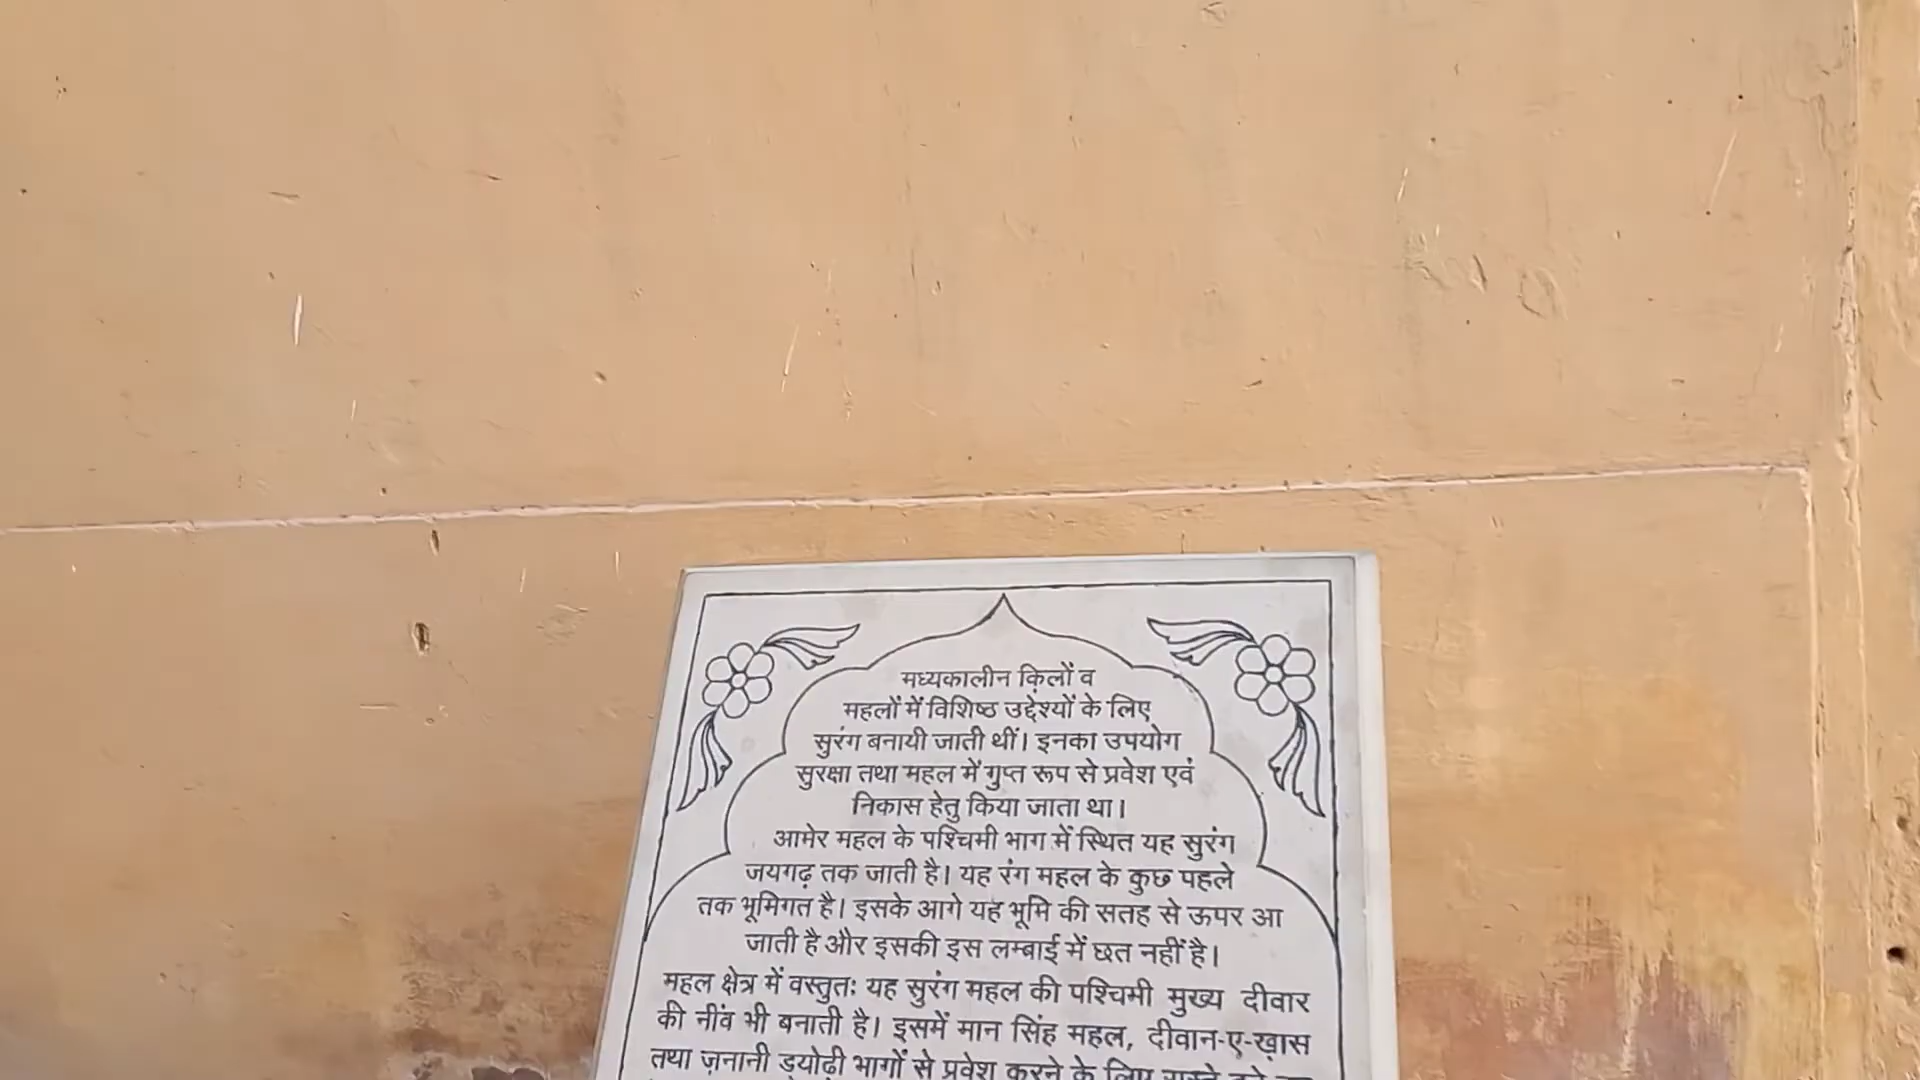 मध्यकालीन किलों व
महलों में विशिष्ठ उद्देश्यों के लिए
सुरंग बनायी जाती थीं। इनका उपयोग
सुरक्षा तथा महल में गुप्त रूप से प्रवेश एवं
निकास हेतु किया जाता था।
आमेर महल के पश्चिमी भाग में स्थित यह सुरंग
जयगढ़ तक जाती है। यह रंग महल के कुछ पहले
तक भूमिगत है। इसके आगे यह भूमि की सतह से ऊपर आ
जाती है और इसकी इस लम्बाई में छत नहीं है।
महल क्षेत्र में वस्तुतः यह सुरंग महल की पश्चिमी मुख्य दीवार
की नींव भी बनाती है। इसमें मान सिंह महल, दीवान-ए-ख़ास
तथा ज़नानी ड्योढ़ी भागों से प्रवेश करने के लिए